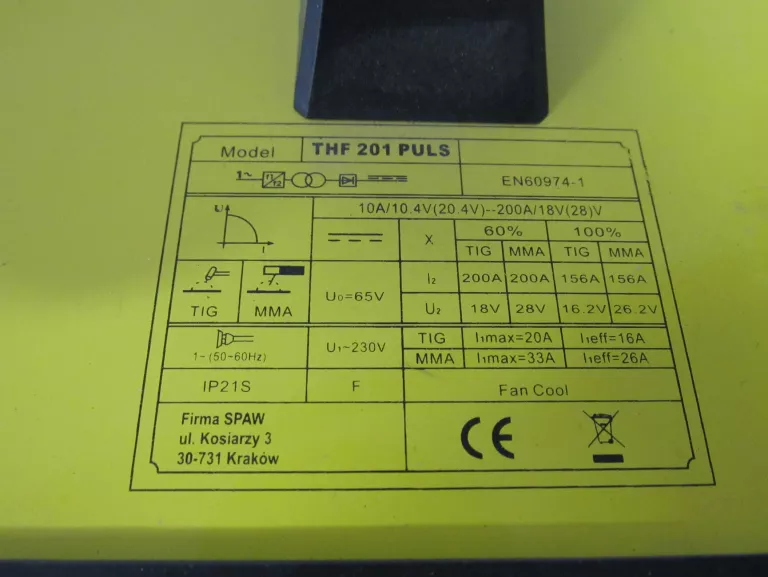 Model THF 201 PULS
1~ f1/f2 EN60974-1
U I 10A/10.4V(20.4V)--200A/18V(28)V
X 60% 100%
TIG MMA TIG MMA
TIG MMA U0=65V I2 200A 200A 156A 156A
U2 18V 28V 16.2V 26.2V
1~(50-60Hz) U1~230V TIG I1max=20A I1eff=16A
MMA I1max=33A I1eff=26A
IP21S F Fan Cool
Firma SPAW
ul. Kosiarzy 3
30-731 Kraków
CE